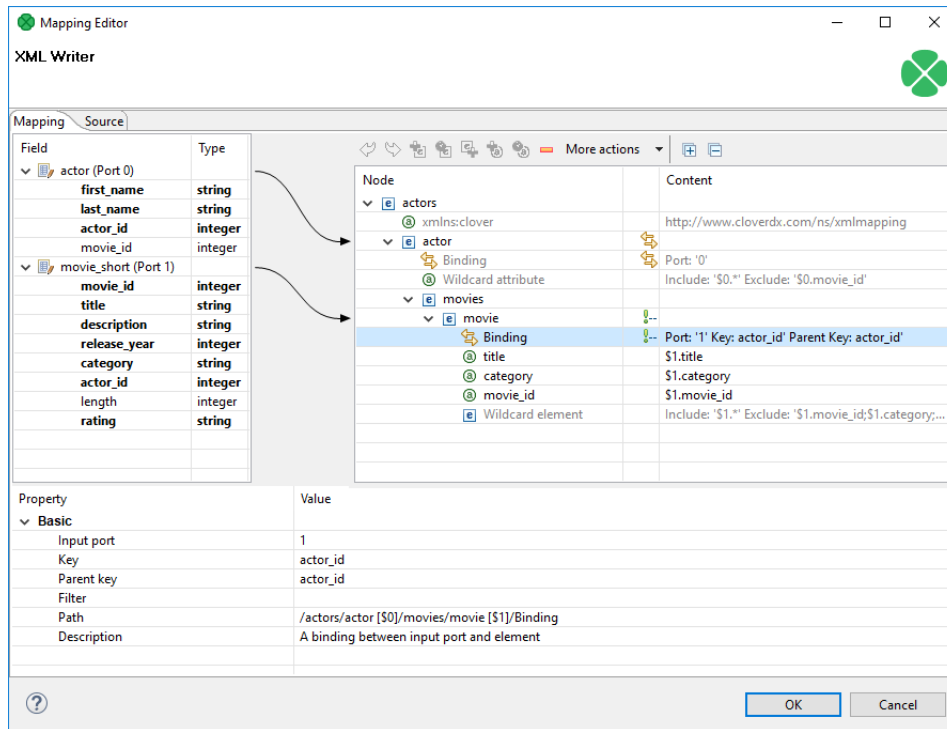 Mapping Editor
XML Writer
Mapping Source
Field Type
actor (Port 0)
first_name string
last_name string
actor_id integer
movie_id integer
movie_short (Port 1)
movie_id integer
title string
description string
release_year integer
category string
actor_id integer
length integer
rating string
More actions
Node Content
actors
xmlns:clover http://www.cloverdx.com/ns/xmlmapping
actor
Binding Port: '0'
Wildcard attribute Include: '$0.*' Exclude: '$0.movie_id'
movies
movie
Binding Port: '1' Key: actor_id' Parent Key: actor_id'
title $1.title
category $1.category
movie_id $1.movie_id
Wildcard element Include: '$1.*' Exclude: '$1.movie_id;$1.category;...
Property Value
Basic
Input port 1
Key actor_id
Parent key actor_id
Filter
Path /actors/actor [$0]/movies/movie [$1]/Binding
Description A binding between input port and element
OK Cancel